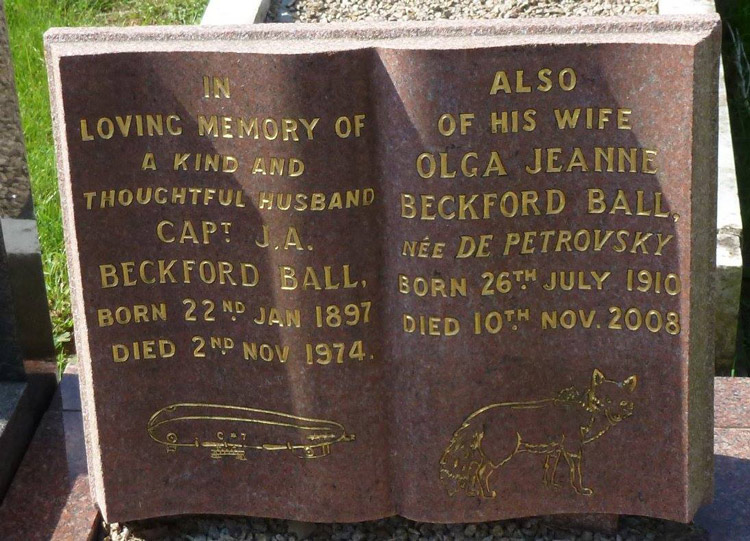 IN
LOVING MEMORY OF
A KIND AND
THOUGHTFUL HUSBAND
CAPT. J.A.
BECKFORD BALL,
BORN 22ND JAN 1897
DIED 2ND NOV 1974.
C P 7
ALSO
OF HIS WIFE
OLGA JEANNE
BECKFORD BALL,
NÉE DE PETROVSKY
BORN 26TH JULY 1910
DIED 10TH NOV. 2008